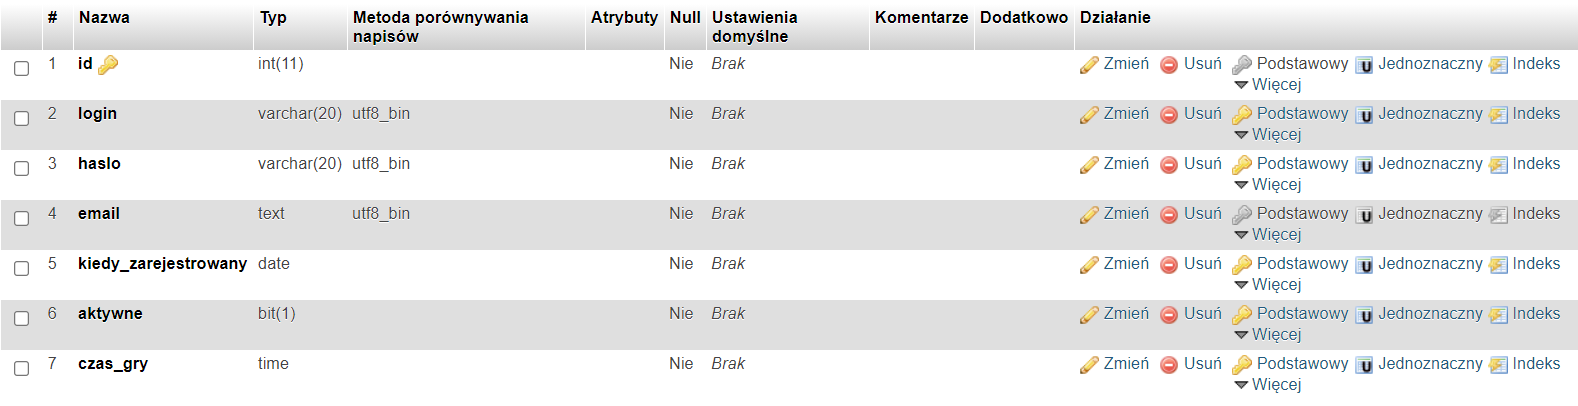 # Nazwa Typ Metoda porównywania napisów Atrybuty Null Ustawienia domyślne Komentarze Dodatkowo Działanie
1 id int(11) Nie Brak Zmień Usuń Podstawowy Jednoznaczny Indeks
Więcej
2 login varchar(20) utf8_bin Nie Brak Zmień Usuń Podstawowy Jednoznaczny Indeks
Więcej
3 haslo varchar(20) utf8_bin Nie Brak Zmień Usuń Podstawowy Jednoznaczny Indeks
Więcej
4 email text utf8_bin Nie Brak Zmień Usuń Podstawowy Jednoznaczny Indeks
Więcej
5 kiedy_zarejestrowany date Nie Brak Zmień Usuń Podstawowy Jednoznaczny Indeks
Więcej
6 aktywne bit(1) Nie Brak Zmień Usuń Podstawowy Jednoznaczny Indeks
Więcej
7 czas_gry time Nie Brak Zmień Usuń Podstawowy Jednoznaczny Indeks
Więcej